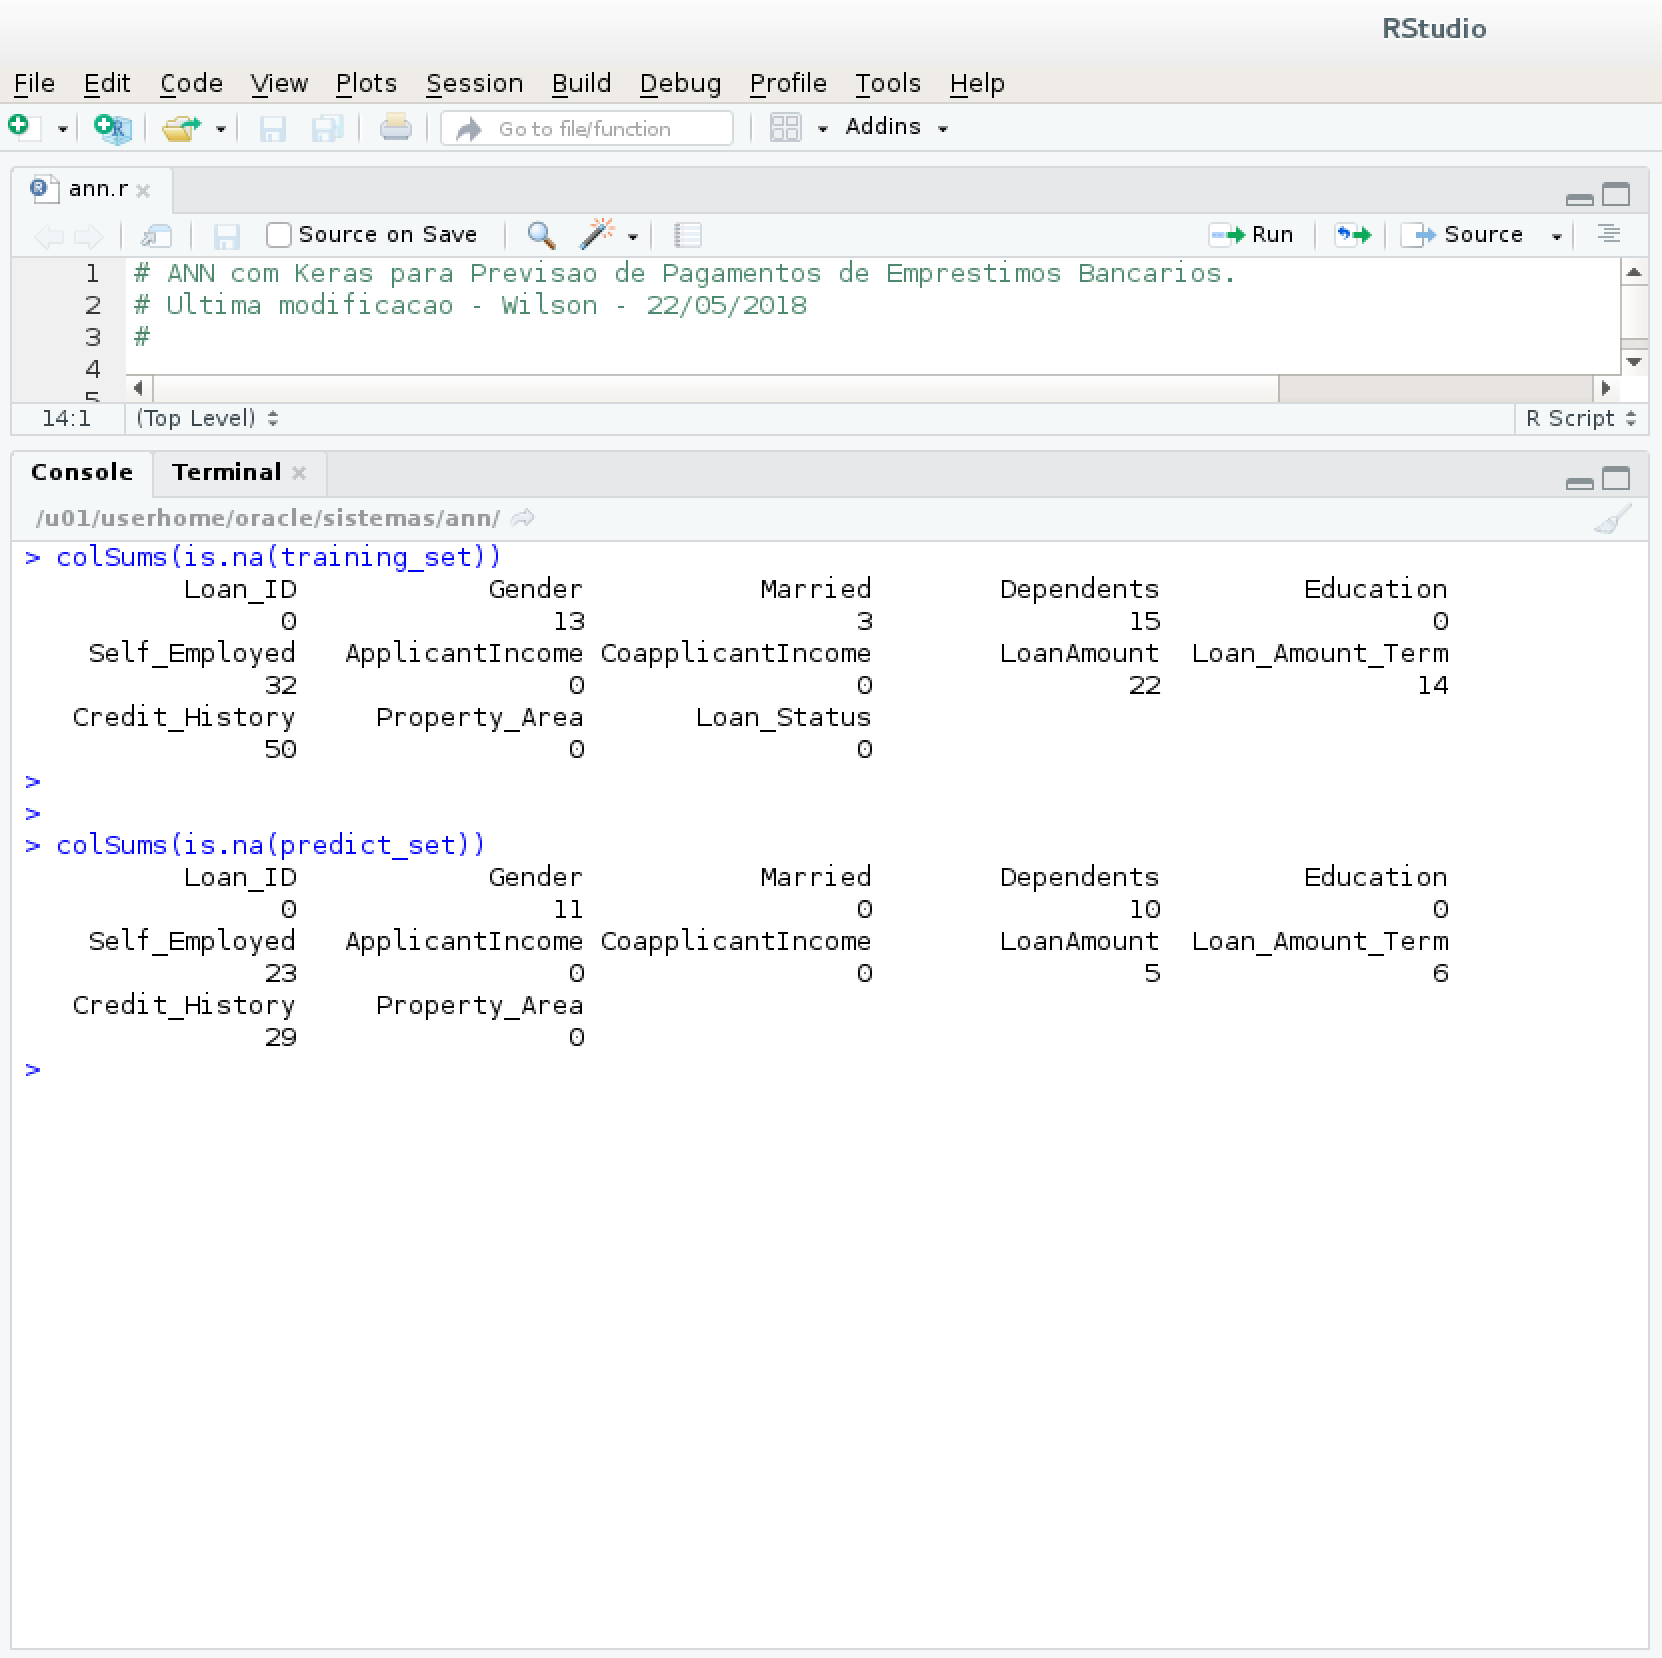 RStudio
File Edit Code View Plots Session Build Debug Profile Tools Help
Go to file/function Addins
ann.r
Source on Save Run Source
1 # ANN com Keras para Previsao de Pagamentos de Emprestimos Bancarios.
2 # Ultima modificacao - Wilson - 22/05/2018
3 #
4
5
14:1 (Top Level) R Script
Console Terminal
/u01/userhome/oracle/sistemas/ann/
> colSums(is.na(training_set))
Loan_ID Gender Married Dependents Education
0 13 3 15 0
Self_Employed ApplicantIncome CoapplicantIncome LoanAmount Loan_Amount_Term
32 0 0 22 14
Credit_History Property_Area Loan_Status
50 0 0
>
>
> colSums(is.na(predict_set))
Loan_ID Gender Married Dependents Education
0 11 0 10 0
Self_Employed ApplicantIncome CoapplicantIncome LoanAmount Loan_Amount_Term
23 0 0 5 6
Credit_History Property_Area
29 0
>